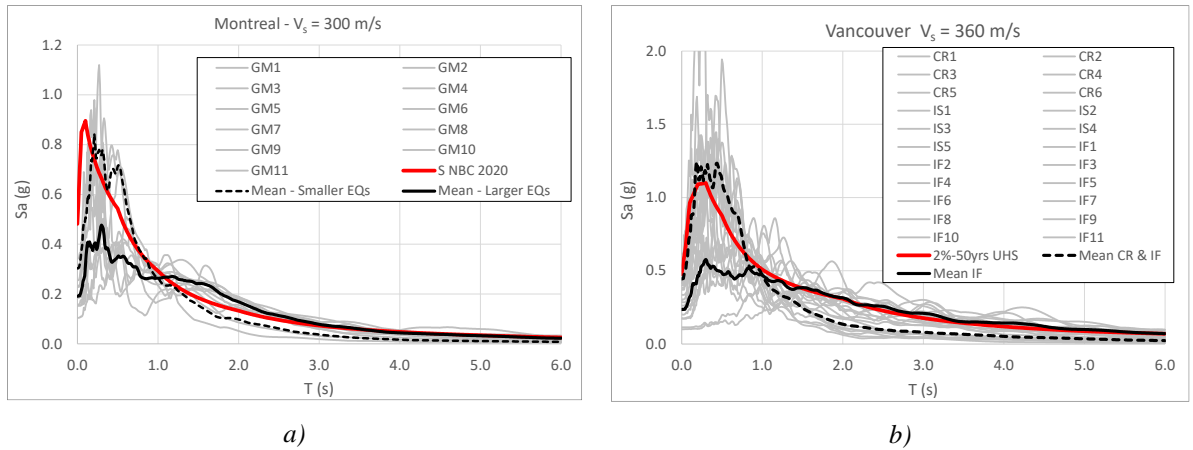 Montreal - Vs = 300 m/s
1.2
1.0
0.8
0.6
0.4
0.2
0.0
Sa (g)
GM1 GM2
GM3 GM4
GM5 GM6
GM7 GM8
GM9 GM10
GM11 S NBC 2020
Mean - Smaller EQs Mean - Larger EQs
0.0 1.0 2.0 3.0 4.0 5.0 6.0
T (s)
a)
Vancouver Vs = 360 m/s
2.0
1.5
1.0
0.5
0.0
Sa (g)
CR1 CR2
CR3 CR4
CR5 CR6
IS1 IS2
IS3 IS4
IS5 IF1
IF2 IF3
IF4 IF5
IF6 IF7
IF8 IF9
IF10 IF11
2%-50yrs UHS Mean CR & IF
Mean IF
0.0 1.0 2.0 3.0 4.0 5.0 6.0
T (s)
b)